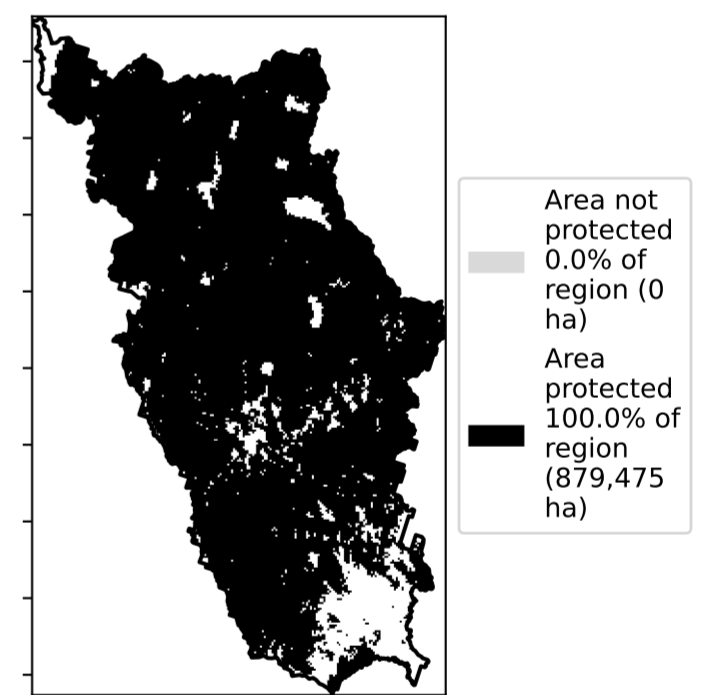 Area not
protected
0.0% of
region (0
ha)
Area
protected
100.0% of
region
(879,475
ha)